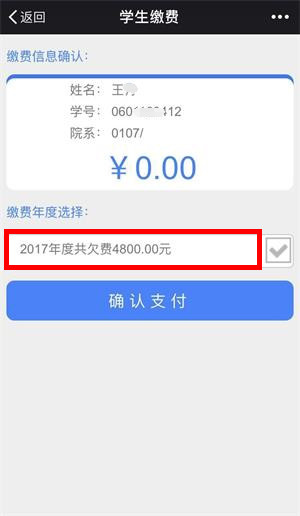 返回
学生缴费
缴费信息确认：
姓名： 王
学号： 0601 412
院系： 0107/
￥0.00
缴费年度选择：
2017年度共欠费4800.00元
确认支付